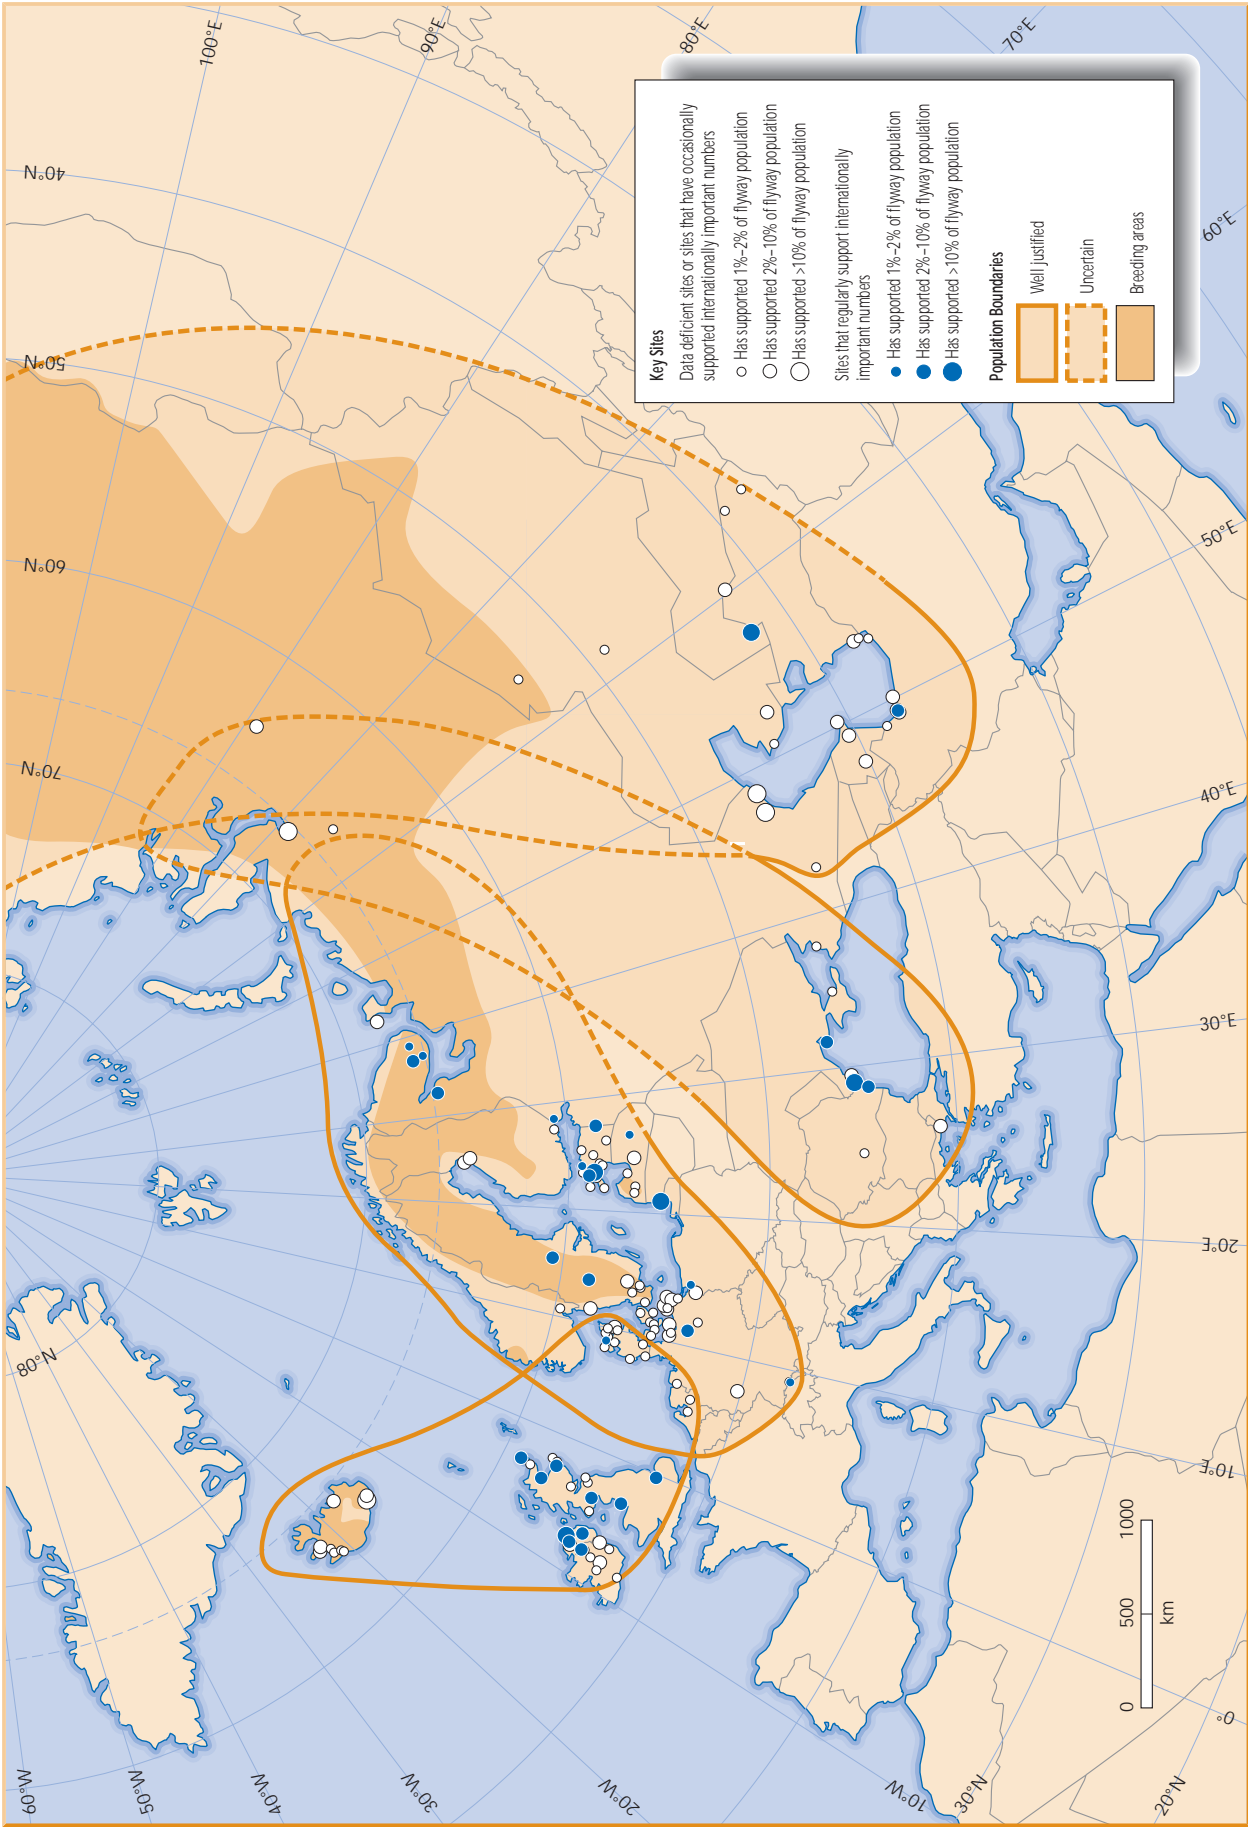 Key Sites
Data deficient sites or sites that have occasionally
supported internationally important numbers
Has supported 1%–2% of flyway population
Has supported 2%–10% of flyway population
Has supported >10% of flyway population
Sites that regularly support internationally
important numbers
Has supported 1%–2% of flyway population
Has supported 2%–10% of flyway population
Has supported >10% of flyway population
Population Boundaries
Well justified
Uncertain
Breeding areas
0 500 1000
km
60°W
50°W
40°W
30°W
20°W
10°W
0°
10°E
20°E
30°E
40°E
50°E
60°E
70°E
80°E
90°E
100°E
40°N
50°N
60°N
70°N
80°N
30°N
20°N